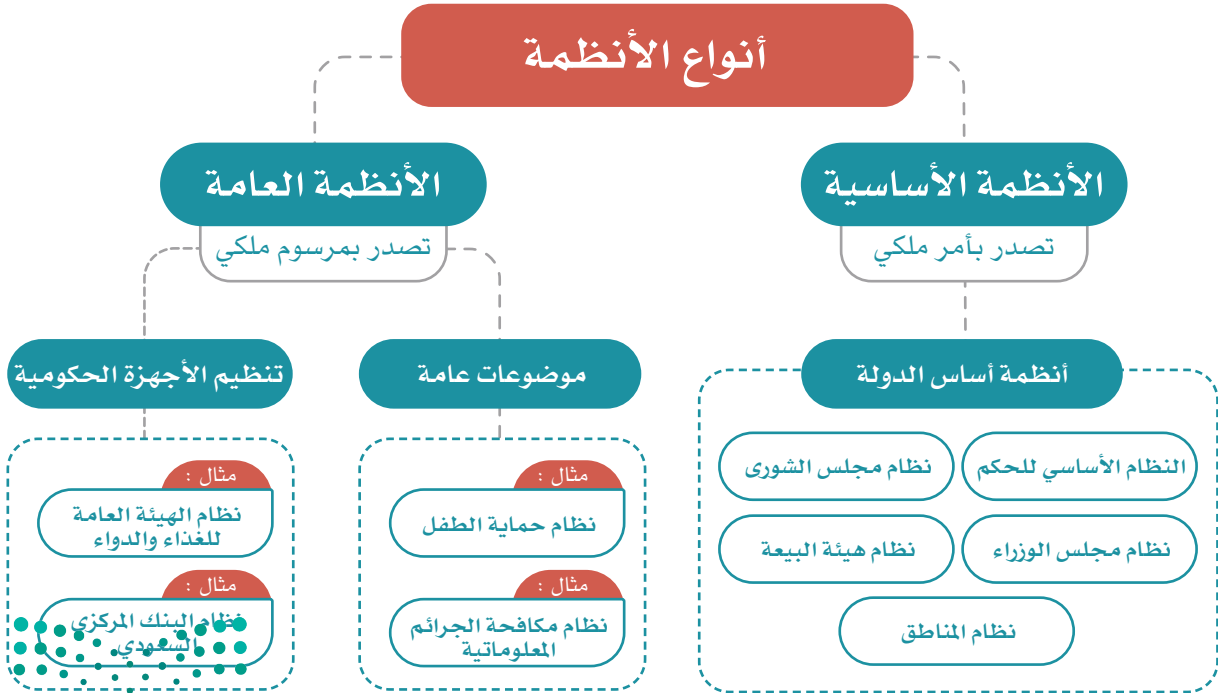 أنواع الأنظمة
الأنظمة الأساسية
تصدر بأمر ملكي
أنظمة أساس الدولة
النظام الأساسي للحكم
نظام مجلس الشورى
نظام مجلس الوزراء
نظام هيئة البيعة
نظام المناطق
الأنظمة العامة
تصدر بمرسوم ملكي
موضوعات عامة
مثال :
نظام حماية الطفل
مثال :
نظام مكافحة الجرائم
المعلوماتية
تنظيم الأجهزة الحكومية
مثال :
نظام الهيئة العامة
للغذاء والدواء
مثال :
نظام البنك المركزي
السعودي